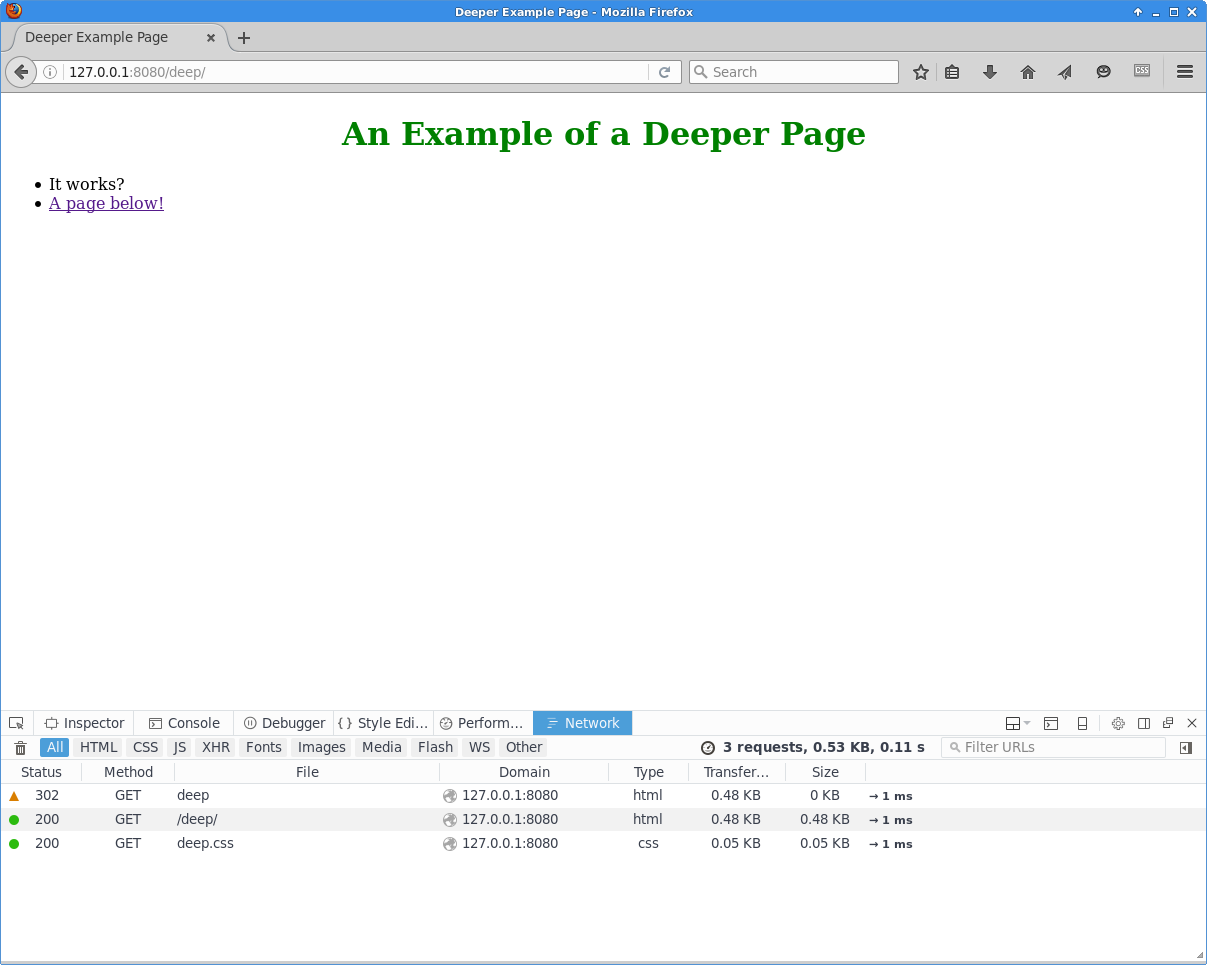 Deeper Example Page - Mozilla Firefox
Deeper Example Page
127.0.0.1:8080/deep/ Search CSS
An Example of a Deeper Page
• It works?
• A page below!
Inspector Console Debugger { } Style Edi... Perform... Network
All HTML CSS JS XHR Fonts Images Media Flash WS Other 3 requests, 0.53 KB, 0.11 s Filter URLs
Status Method File Domain Type Transfer... Size
302 GET deep 127.0.0.1:8080 html 0.48 KB 0 KB → 1 ms
200 GET /deep/ 127.0.0.1:8080 html 0.48 KB 0.48 KB → 1 ms
200 GET deep.css 127.0.0.1:8080 css 0.05 KB 0.05 KB → 1 ms